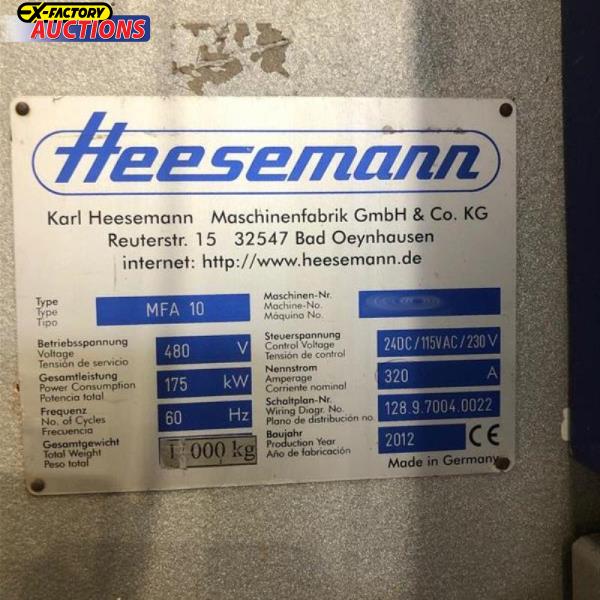 EX-FACTORY
AUCTIONS
Heesemann
Karl Heesemann Maschinenfabrik GmbH & Co. KG
Reuterstr. 15 32547 Bad Oeynhausen
internet: http://www.heesemann.de
Type
Type
Tipo
MFA 10
Maschinen-Nr.
Machine-No.
Máquina No.
Betriebsspannung
Voltage
Tensión de servicio
480 V
Steuerspannung
Control Voltage
Tensión de control
24DC/115VAC/230V
Gesamtleistung
Power Consumption
Potencia total
175 kW
Nennstrom
Amperage
Corriente nominal
320 A
Frequenz
No. of Cycles
Frecuencia
60 Hz
Schaltplan-Nr.
Wiring Diagr. No.
Plano de distribución no.
128.9.7004.0022
Gesamtgewicht
Total Weight
Peso total
000 kg
Baujahr
Production Year
Año de fabricación
2012 CE
Made in Germany